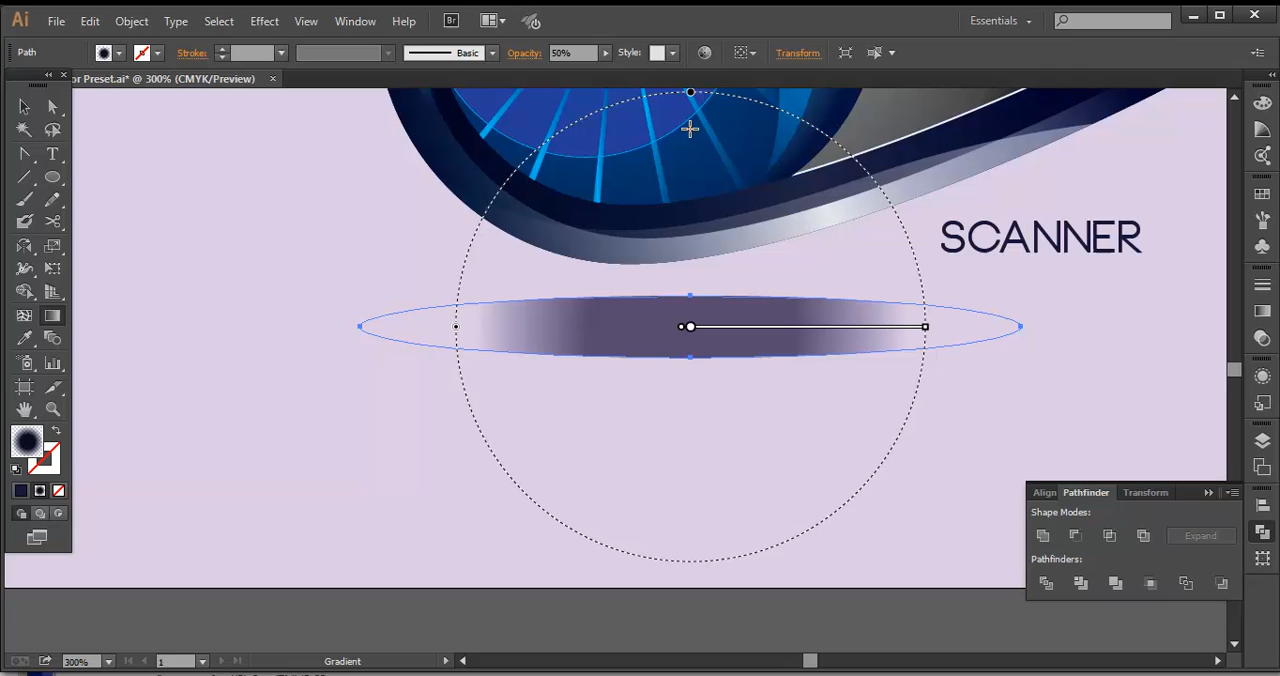 Ai File Edit Object Type Select Effect View Window Help Br Essentials
Path Stroke: Basic Opacity: 50% Style: Transform
or Preset.ai* @ 300% (CMYK/Preview)
SCANNER
Align Pathfinder Transform
Shape Modes:
Expand
Pathfinders:
300% 1 Gradient